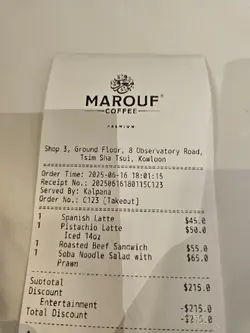 MAROUF®
COFFEE
PREMIUM
Shop 3, Ground Floor, 8 Observatory Road,
Tsim Sha Tsui, Kowloon
Order Time: 2025-06-16 18:01:15
Receipt No.: 20250616180115C123
Served By: Kalpana
Order No.: C123 [Takeout]
1 Spanish Latte $45.0
1 Pistachio Latte $50.0
Iced 14oz
1 Roasted Beef Sandwich $55.0
1 Soba Noodle Salad with $65.0
Prawn
Subtotal $215.0
Discount
Entertainment -$215.0
Total Discount -$215.0